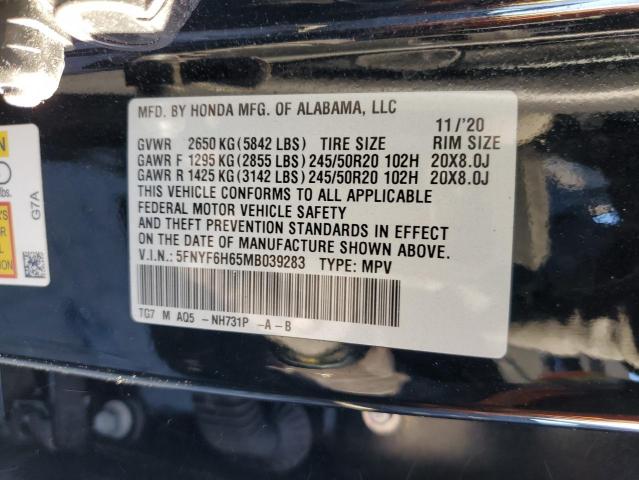 MFD. BY HONDA MFG. OF ALABAMA, LLC 11/'20
GVWR 2650 KG (5842 LBS) TIRE SIZE RIM SIZE
GAWR F 1295 KG (2855 LBS) 245/50R20 102H 20X8.0J
GAWR R 1425 KG (3142 LBS) 245/50R20 102H 20X8.0J
THIS VEHICLE CONFORMS TO ALL APPLICABLE
FEDERAL MOTOR VEHICLE SAFETY
AND THEFT PREVENTION STANDARDS IN EFFECT
ON THE DATE OF MANUFACTURE SHOWN ABOVE.
V.I.N.: 5FNYF6H65MB039283 TYPE: MPV
TG7 M AQ5 -NH731P -A-B
G7A
lbs.